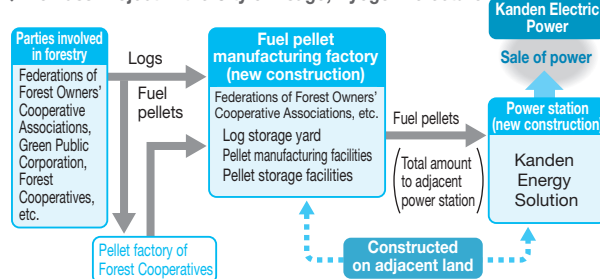 Kanden Electric
Power
Sale of power
Parties involved
in forestry
Federations of
Forest Owners'
Cooperative
Associations,
Green Public
Corporation,
Forest
Cooperatives,
etc.
Logs
Fuel
pellets
Fuel pellet
manufacturing factory
(new construction)
Federations of Forest Owners'
Cooperative Associations, etc.
Log storage yard
Pellet manufacturing facilities
Pellet storage facilities
Fuel pellets
(Total amount
to adjacent
power station)
Power station
(new construction)
Kanden
Energy
Solution
Pellet factory of
Forest Cooperatives
Constructed
on adjacent land